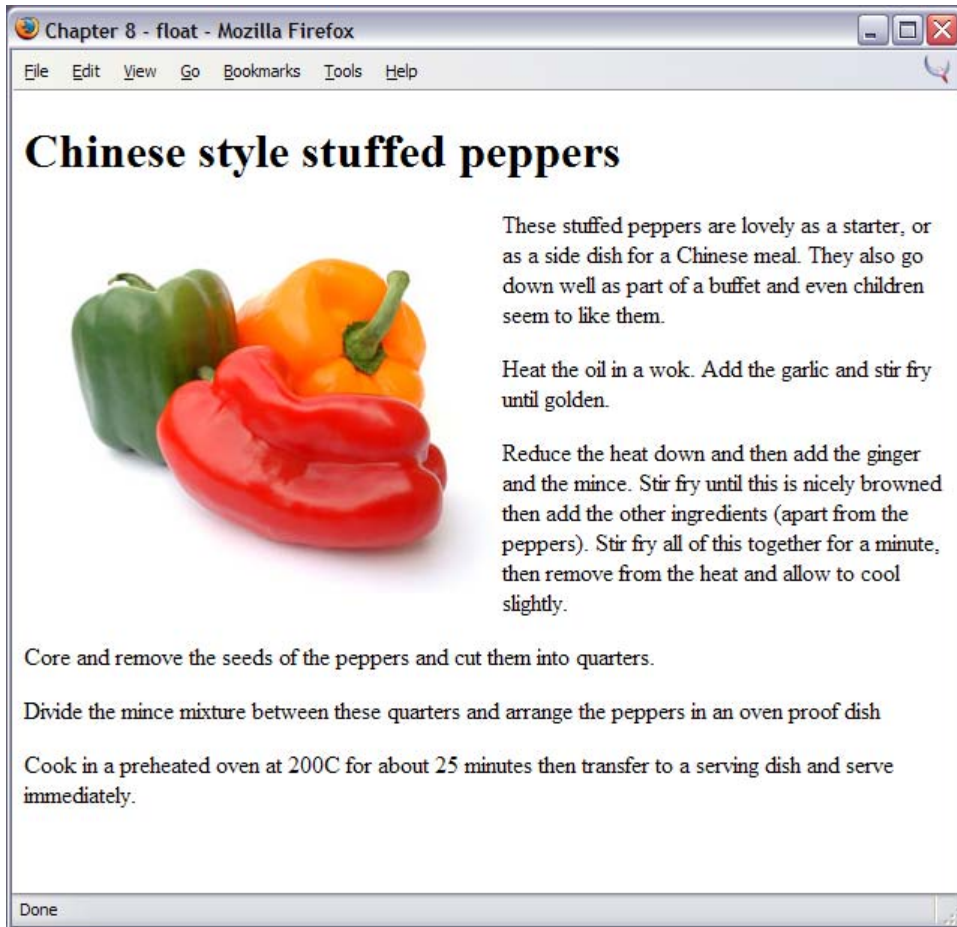 Chapter 8 - float - Mozilla Firefox
File Edit View Go Bookmarks Tools Help
Chinese style stuffed peppers
These stuffed peppers are lovely as a starter, or
as a side dish for a Chinese meal. They also go
down well as part of a buffet and even children
seem to like them.
Heat the oil in a wok. Add the garlic and stir fry
until golden.
Reduce the heat down and then add the ginger
and the mince. Stir fry until this is nicely browned
then add the other ingredients (apart from the
peppers). Stir fry all of this together for a minute,
then remove from the heat and allow to cool
slightly.
Core and remove the seeds of the peppers and cut them into quarters.
Divide the mince mixture between these quarters and arrange the peppers in an oven proof dish
Cook in a preheated oven at 200C for about 25 minutes then transfer to a serving dish and serve
immediately.
Done